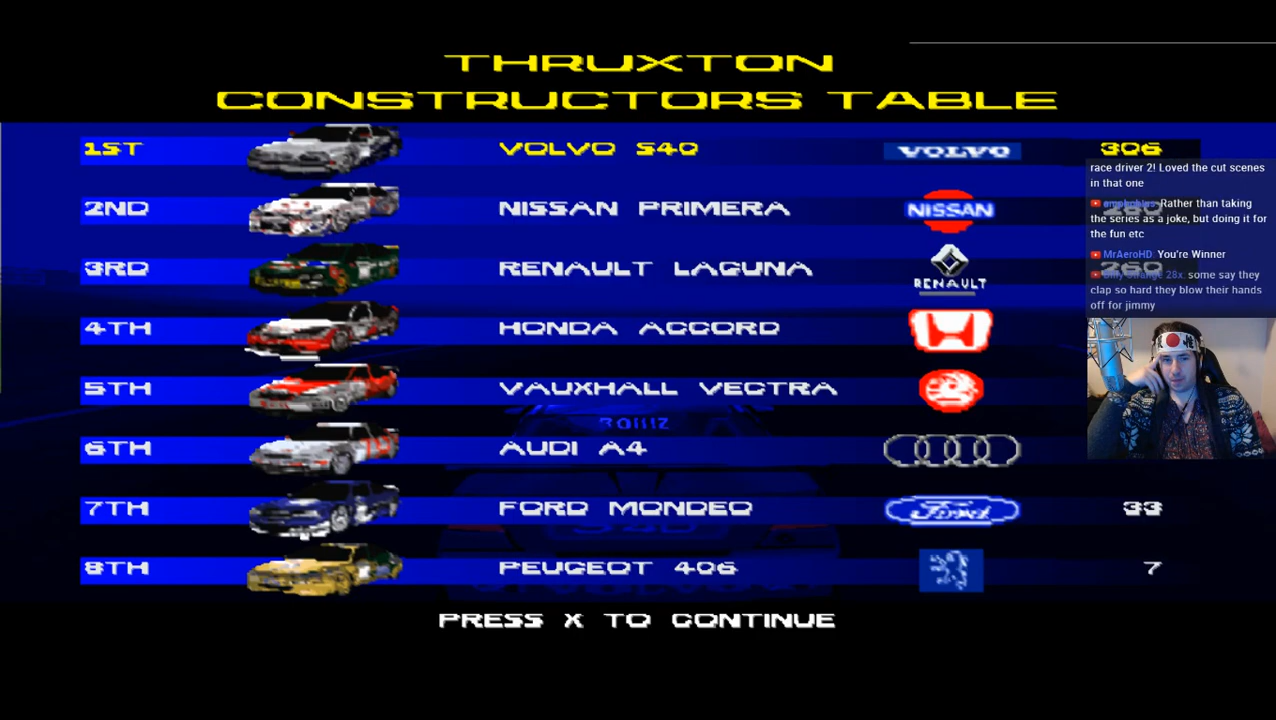 THRUXTON
CONSTRUCTORS TABLE
1ST VOLVO S40 VOLVO 306
2ND NISSAN PRIMERA NISSAN
3RD RENAULT LAGUNA RENAULT 260
4TH HONDA ACCORD
5TH VAUXHALL VECTRA
6TH AUDI A4
7TH FORD MONDEO Ford 33
8TH PEUGEOT 406 7
PRESS X TO CONTINUE
race driver 2! Loved the cut scenes
in that one
Rather than taking
the series as a joke, but doing it for
the fun etc
MrAeroHD: You're Winner
28x: some say they
clap so hard they blow their hands
off for jimmy
S40